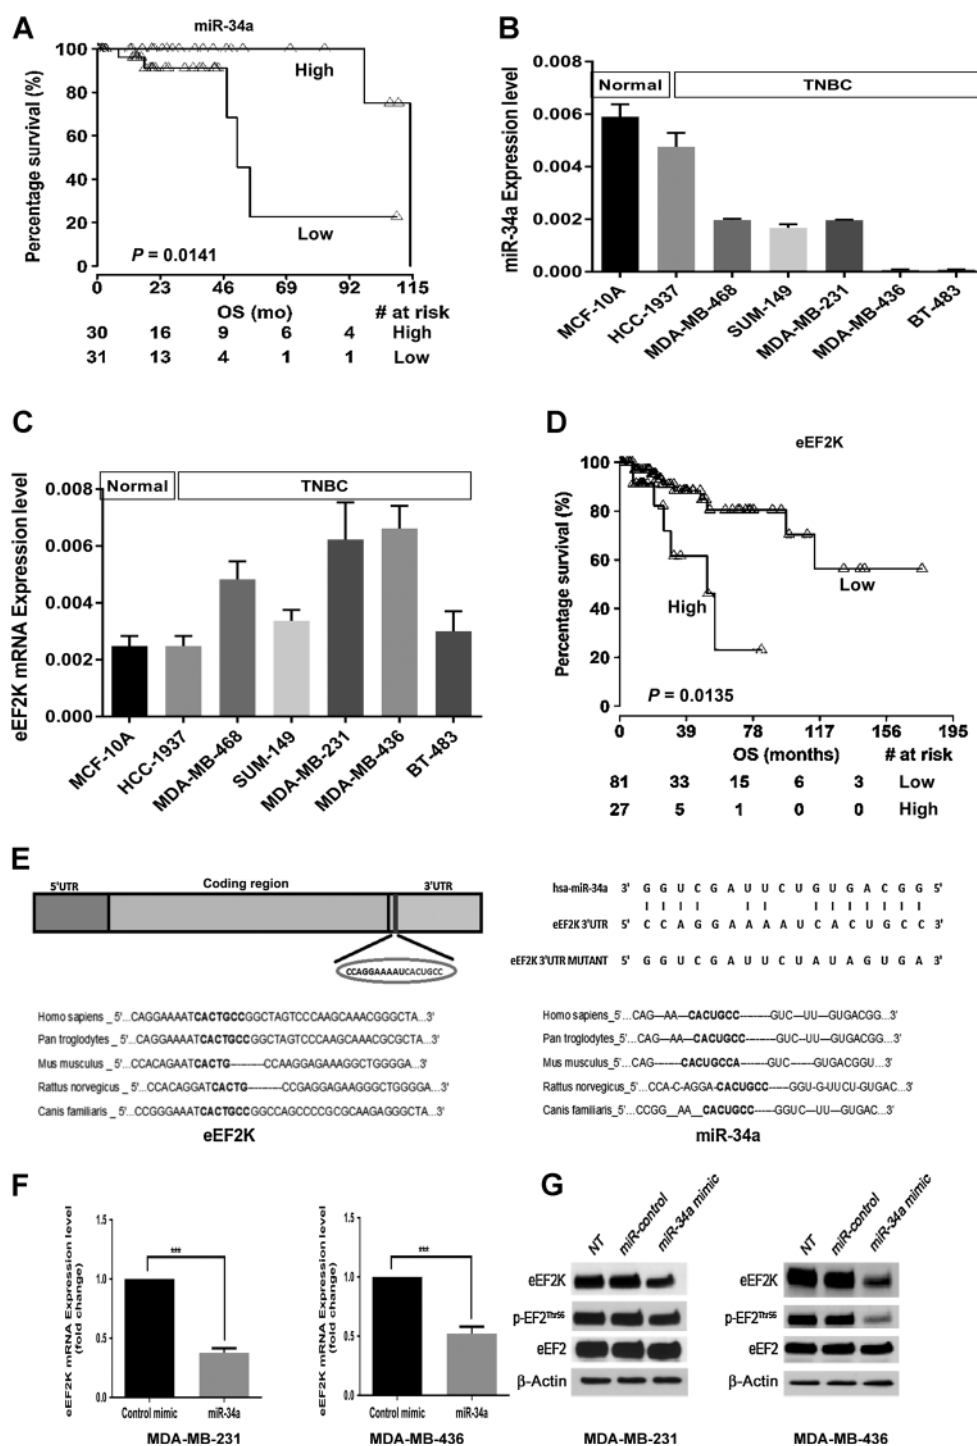 A
miR-34a
Percentage survival (%)
100
80
60
40
20
0
High
Low
P = 0.0141
0 23 46 69 92 115
OS (mo) # at risk
30 16 9 6 4 High
31 13 4 1 1 Low
B
miR-34a Expression level
0.008
0.006
0.004
0.002
0.000
Normal TNBC
MCF-10A HCC-1937 MDA-MB-468 SUM-149 MDA-MB-231 MDA-MB-436 BT-483
C
eEF2K mRNA Expression level
0.008
0.006
0.004
0.002
0.000
Normal TNBC
MCF-10A HCC-1937 MDA-MB-468 SUM-149 MDA-MB-231 MDA-MB-436 BT-483
D
eEF2K
Percentage survival (%)
100
80
60
40
20
0
High
Low
P = 0.0135
0 39 78 117 156 195
OS (months) # at risk
81 33 15 6 3 Low
27 5 1 0 0 High
E
5'UTR Coding region 3'UTR
CCAGGAAAAUCACUGCC
Homo sapiens _ 5'...CAGGAAAATCACTGCCGGCTAGTCCCAAGCAAACGGGCTA...3'
Pan troglodytes _ 5'...CAGGAAAATCACTGCCGGCTAGTCCCAAGCAAACGCGCTA...3'
Mus musculus _ 5'...CCACAGAATCACTG----------CCAAGGAGAAAGGCTGGGGA...3'
Rattus norvegicus _ 5'...CCACAGGATCACTG-----------CCGAGGAGAAGGGCTGGGGA...3'
Canis familiaris _ 5'...CCGGGAAATCACTGCCGGCCAGCCCCGCGCAAGAGGGCTA...3'
eEF2K
hsa-miR-34a 3' G G U C G A U U C U G U G A C G G 5'
eEF2K 3'UTR 5' C C A G G A A A A U C A C U G C C 3'
eEF2K 3'UTR MUTANT 5' G G U C G A U U C U A U A G U G A 3'
Homo sapiens_5'...CAG—AA—CACUGCC-------GUC—UU—GUGACGG...3'
Pan troglodytes_5'...CAG—AA—CACUGCC-------GUC—UU—GUGACGG...3'
Mus musculus_5'...CAG-------CACUGCCA-------GUC-------GUGACGGU...3'
Rattus norvegicus_5'...CCA-C-AGGA-CACUGCC------GGU-G-UUCU-GUGAC...3'
Canis familiaris_5'...CCGG__AA__CACUGCC------GGUC—UU—GUGAC...3'
miR-34a
F
eEF2K mRNA Expression level
(fold change)
1.5
1.0
0.5
0.0
***
Control mimic miR-34a
MDA-MB-231
eEF2K mRNA Expression level
(fold change)
1.5
1.0
0.5
0.0
***
Control mimic miR-34a
MDA-MB-436
G
NT miR-control miR-34a mimic
eEF2K
p-EF2Thr56
eEF2
β-Actin
MDA-MB-231
NT miR-control miR-34a mimic
eEF2K
p-EF2Thr56
eEF2
β-Actin
MDA-MB-436